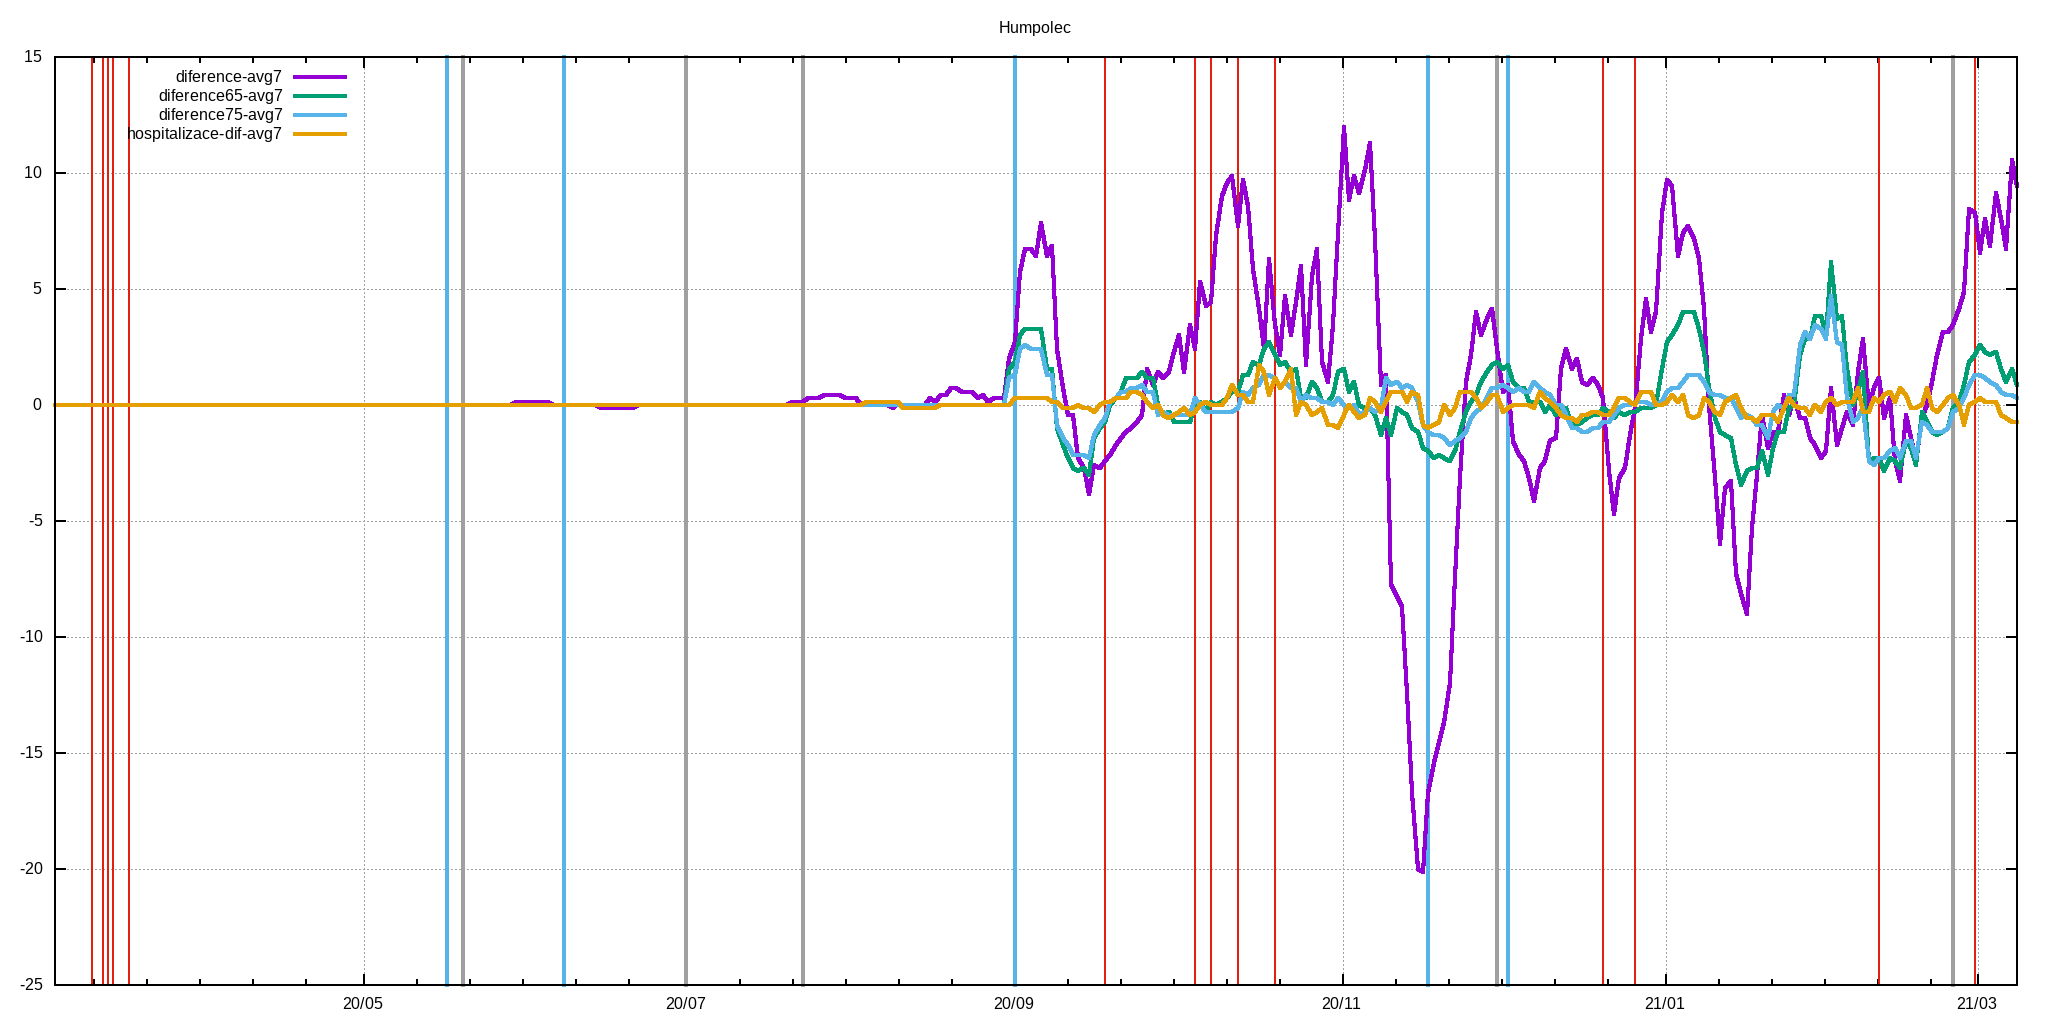 Humpolec
15
diference-avg7
diference65-avg7
diference75-avg7
hospitalizace-dif-avg7
10
5
0
-5
-10
-15
-20
-25
20/05 20/07 20/09 20/11 21/01 21/03